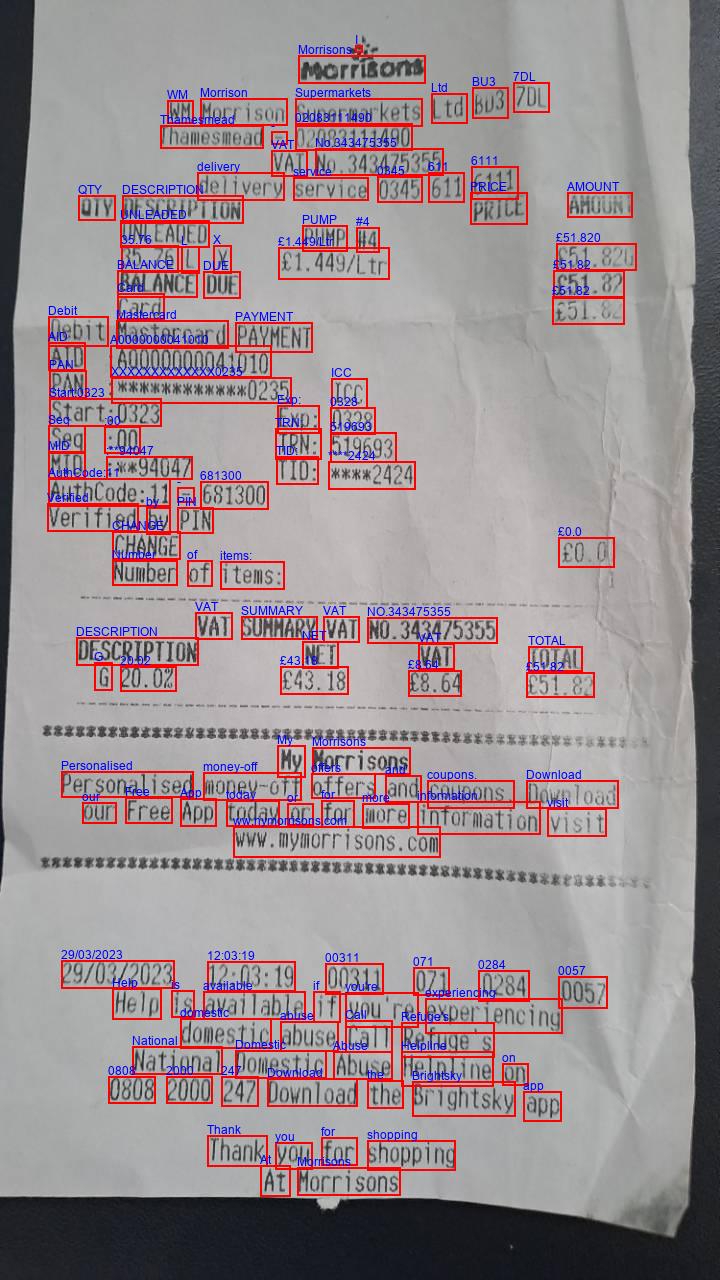 Morrisons
WM Morrison Supermarkets Ltd BU3 7DL
Thamesmead - 02083111490
VAT No.343475355
delivery service 0345 611 6111
QTY DESCRIPTION PRICE AMOUNT
UNLEADED PUMP #4
35.76 L X £1.449/Ltr £51.820
BALANCE DUE £51.82
Card £51.82
Debit Mastercard PAYMENT
AID :A0000000041010
PAN :************0235 ICC
Start:0323 Exp: 0328
Seq :00 TRN: 519693
MID :**94047 TID: ****2424
AuthCode:11 - 681300
Verified by PIN
CHANGE £0.0
Number of items:
VAT SUMMARY VAT NO.343475355
DESCRIPTION NET VAT TOTAL
G 20.0% £43.18 £8.64 £51.82
My Morrisons
Personalised money-off offers and coupons. Download
our Free App today or for more information visit
www.mymorrisons.com
29/03/2023 12:03:19 00311 071 0284 0057
Help is available if you're experiencing
domestic abuse Call Refuge's
National Domestic Abuse Helpline on
0808 2000 247 Download the Brightsky app
Thank you for shopping
At Morrisons